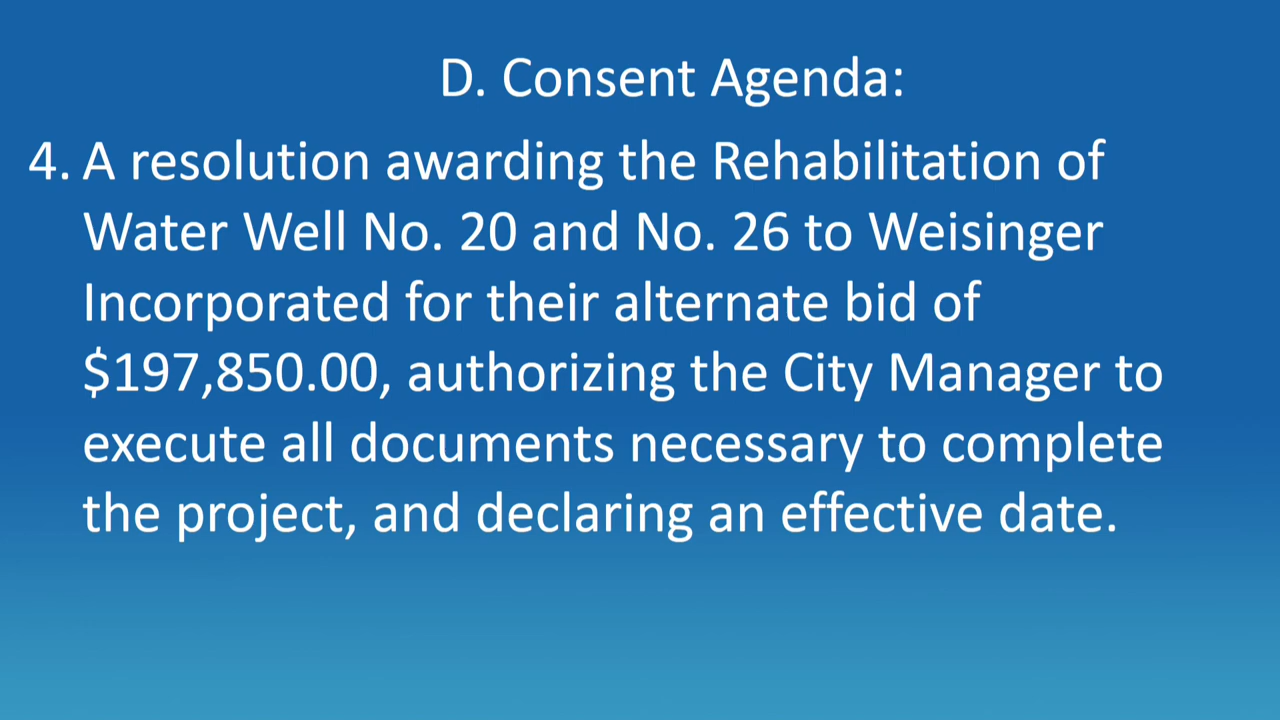 D. Consent Agenda:
4. A resolution awarding the Rehabilitation of
Water Well No. 20 and No. 26 to Weisinger
Incorporated for their alternate bid of
$197,850.00, authorizing the City Manager to
execute all documents necessary to complete
the project, and declaring an effective date.